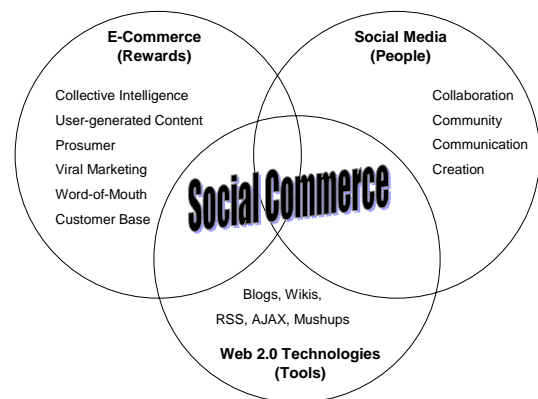 E-Commerce
(Rewards)
Collective Intelligence
User-generated Content
Prosumer
Viral Marketing
Word-of-Mouth
Customer Base
Social Media
(People)
Collaboration
Community
Communication
Creation
Social Commerce
Blogs, Wikis,
RSS, AJAX, Mushups
Web 2.0 Technologies
(Tools)